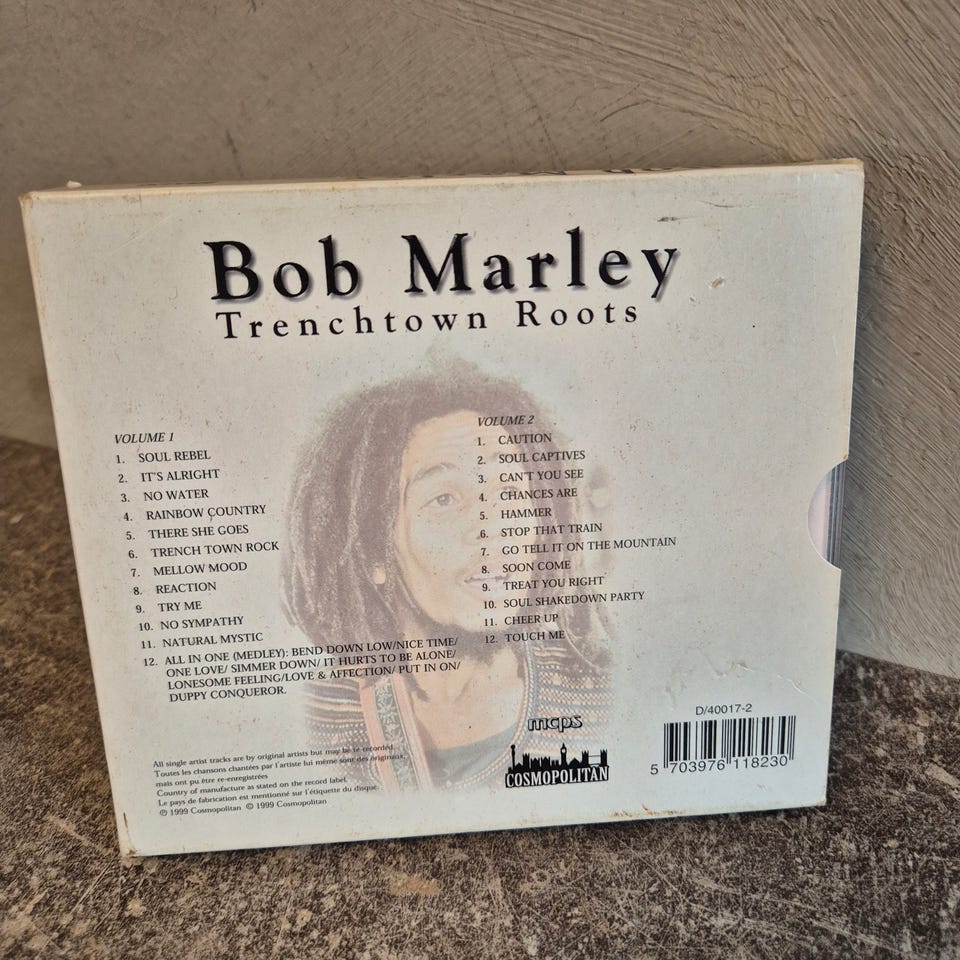 Bob Marley
Trenchtown Roots
VOLUME 1
1. SOUL REBEL
2. IT'S ALRIGHT
3. NO WATER
4. RAINBOW COUNTRY
5. THERE SHE GOES
6. TRENCH TOWN ROCK
7. MELLOW MOOD
8. REACTION
9. TRY ME
10. NO SYMPATHY
11. NATURAL MYSTIC
12. ALL IN ONE (MEDLEY): BEND DOWN LOW/NICE TIME/
ONE LOVE/ SIMMER DOWN/ IT HURTS TO BE ALONE/
LONESOME FEELING/LOVE & AFFECTION/ PUT IN ON/
DUPPY CONQUEROR.
VOLUME 2
1. CAUTION
2. SOUL CAPTIVES
3. CAN'T YOU SEE
4. CHANCES ARE
5. HAMMER
6. STOP THAT TRAIN
7. GO TELL IT ON THE MOUNTAIN
8. SOON COME
9. TREAT YOU RIGHT
10. SOUL SHAKEDOWN PARTY
11. CHEER UP
12. TOUCH ME
All single artist tracks are by original artists but may be re recorded.
Toutes les chansons chantées par l'artiste lui même sont des originaux,
mais ont pu être re-enregistrées
Country of manufacture as stated on the record label.
Le pays de fabrication est mentionné sur l'étiquette du disque.
℗ 1999 Cosmopolitan © 1999 Cosmopolitan
mcps
COSMOPOLITAN
D/40017-2
5 703976 118230